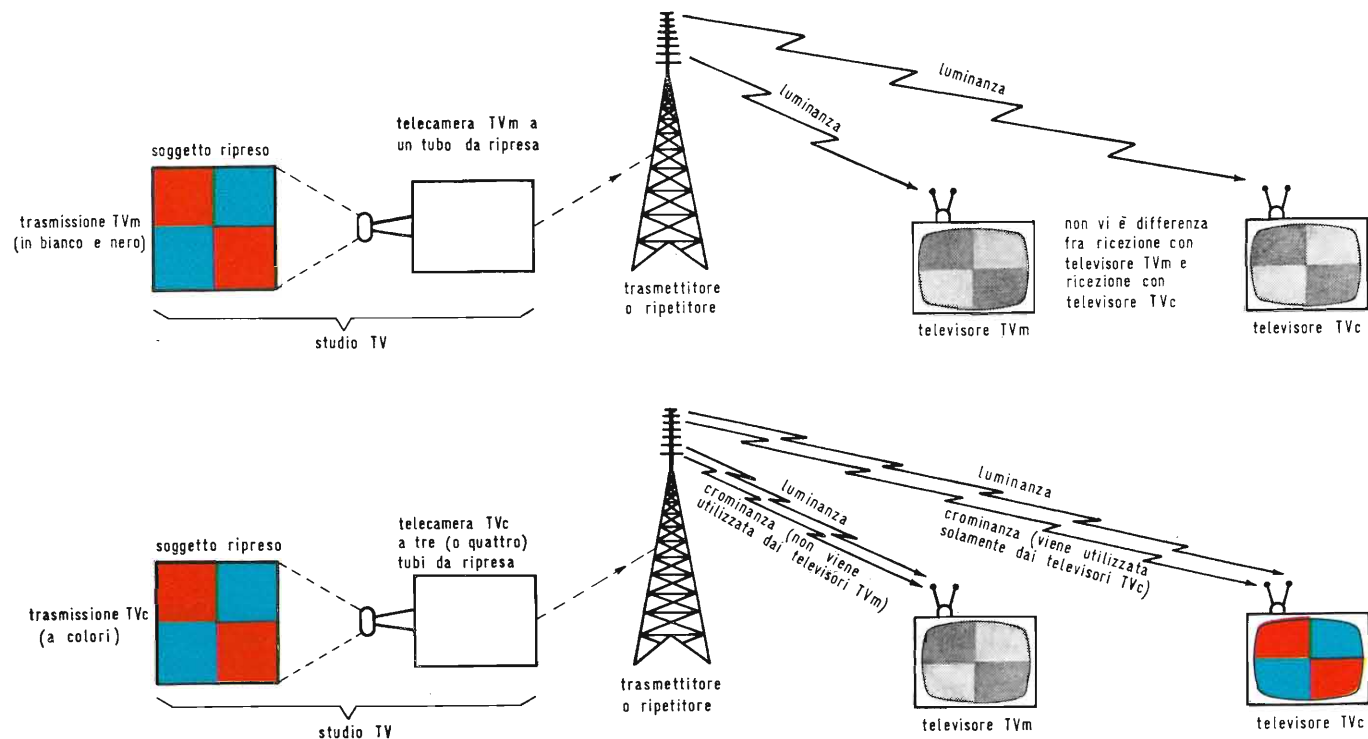 soggetto ripreso
trasmissione TVm
(in bianco e nero)
telecamera TVm a
un tubo da ripresa
studio TV
trasmettitore
o ripetitore
luminanza
luminanza
televisore TVm
non vi è differenza
fra ricezione con
televisore TVm e
ricezione con
televisore TVc
televisore TVc
soggetto ripreso
trasmissione TVc
(a colori)
telecamera TVc
a tre (o quattro)
tubi da ripresa
studio TV
trasmettitore
o ripetitore
luminanza
crominanza (non viene
utilizzata dai televisori TVm)
luminanza
crominanza (viene utilizzata
solamente dai televisori TVc)
televisore TVm
televisore TVc